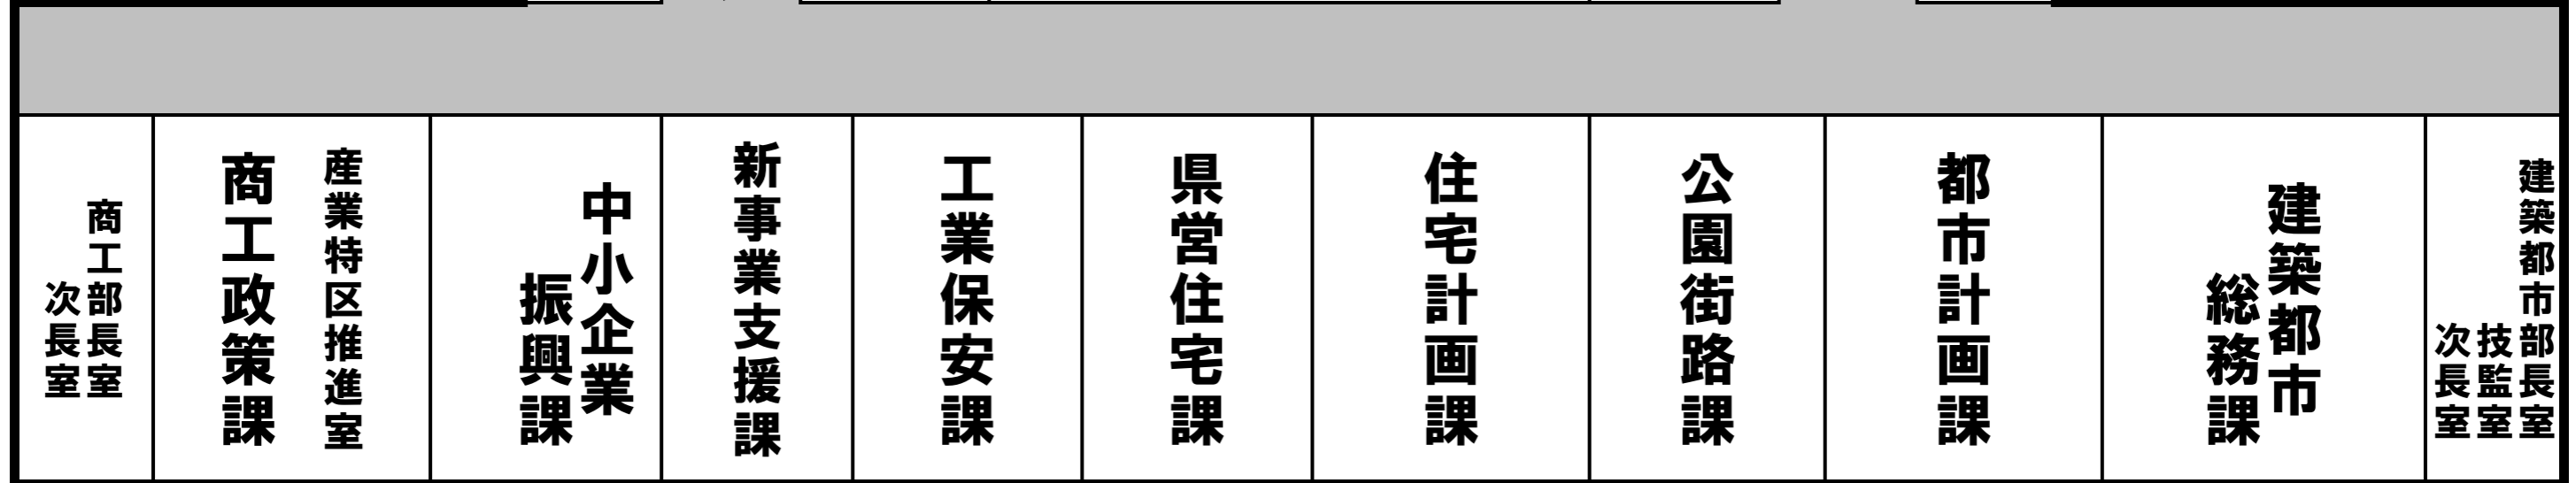 商工部長室
次長室
産業特区推進室
商工政策課
中小企業
振興課
新事業支援課
工業保安課
県営住宅課
住宅計画課
公園街路課
都市計画課
建築都市
総務課
建築都市部長室
技監室
次長室